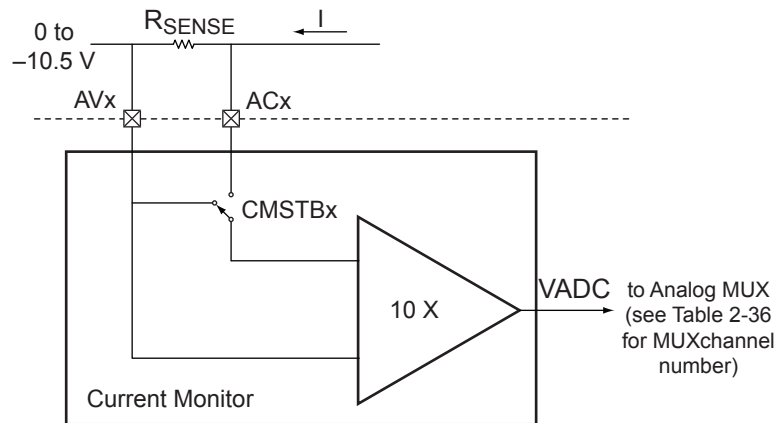 0 to
–10.5 V
RSENSE
I
AVx
ACx
CMSTBx
10 X
VADC
to Analog MUX
(see Table 2-36
for MUXchannel
number)
Current Monitor